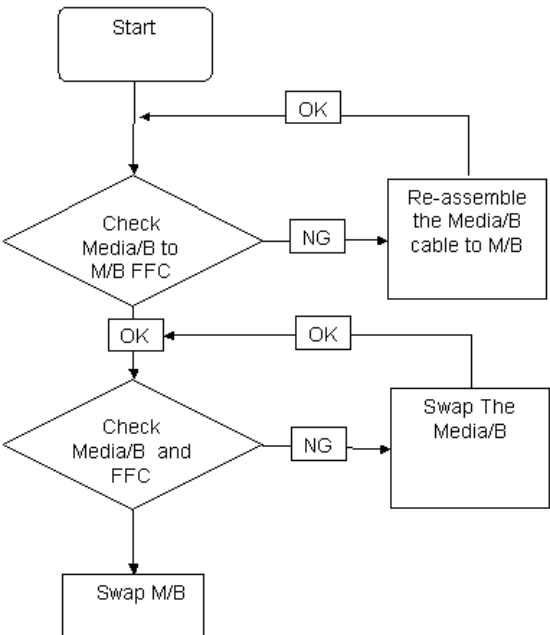 Start
OK
Check
Media/B to
M/B FFC
NG
Re-assemble
the Media/B
cable to M/B
OK
OK
Check
Media/B and
FFC
NG
Swap The
Media/B
Swap M/B